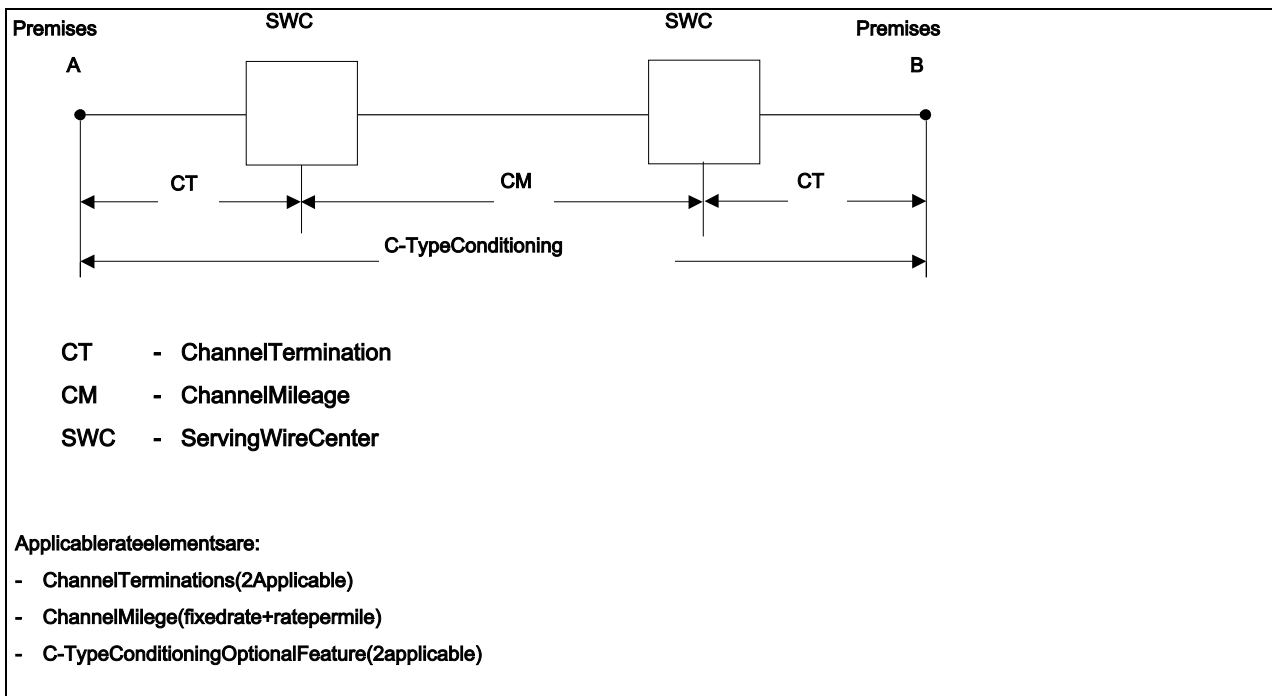 SWC SWC
Premises Premises
A B
CT CM CT
C-TypeConditioning
CT - ChannelTermination
CM - ChannelMileage
SWC - ServingWireCenter
Applicablerateelementsare:
- ChannelTerminations(2Applicable)
- ChannelMilege(fixedrate+ratepermile)
- C-TypeConditioningOptionalFeature(2applicable)